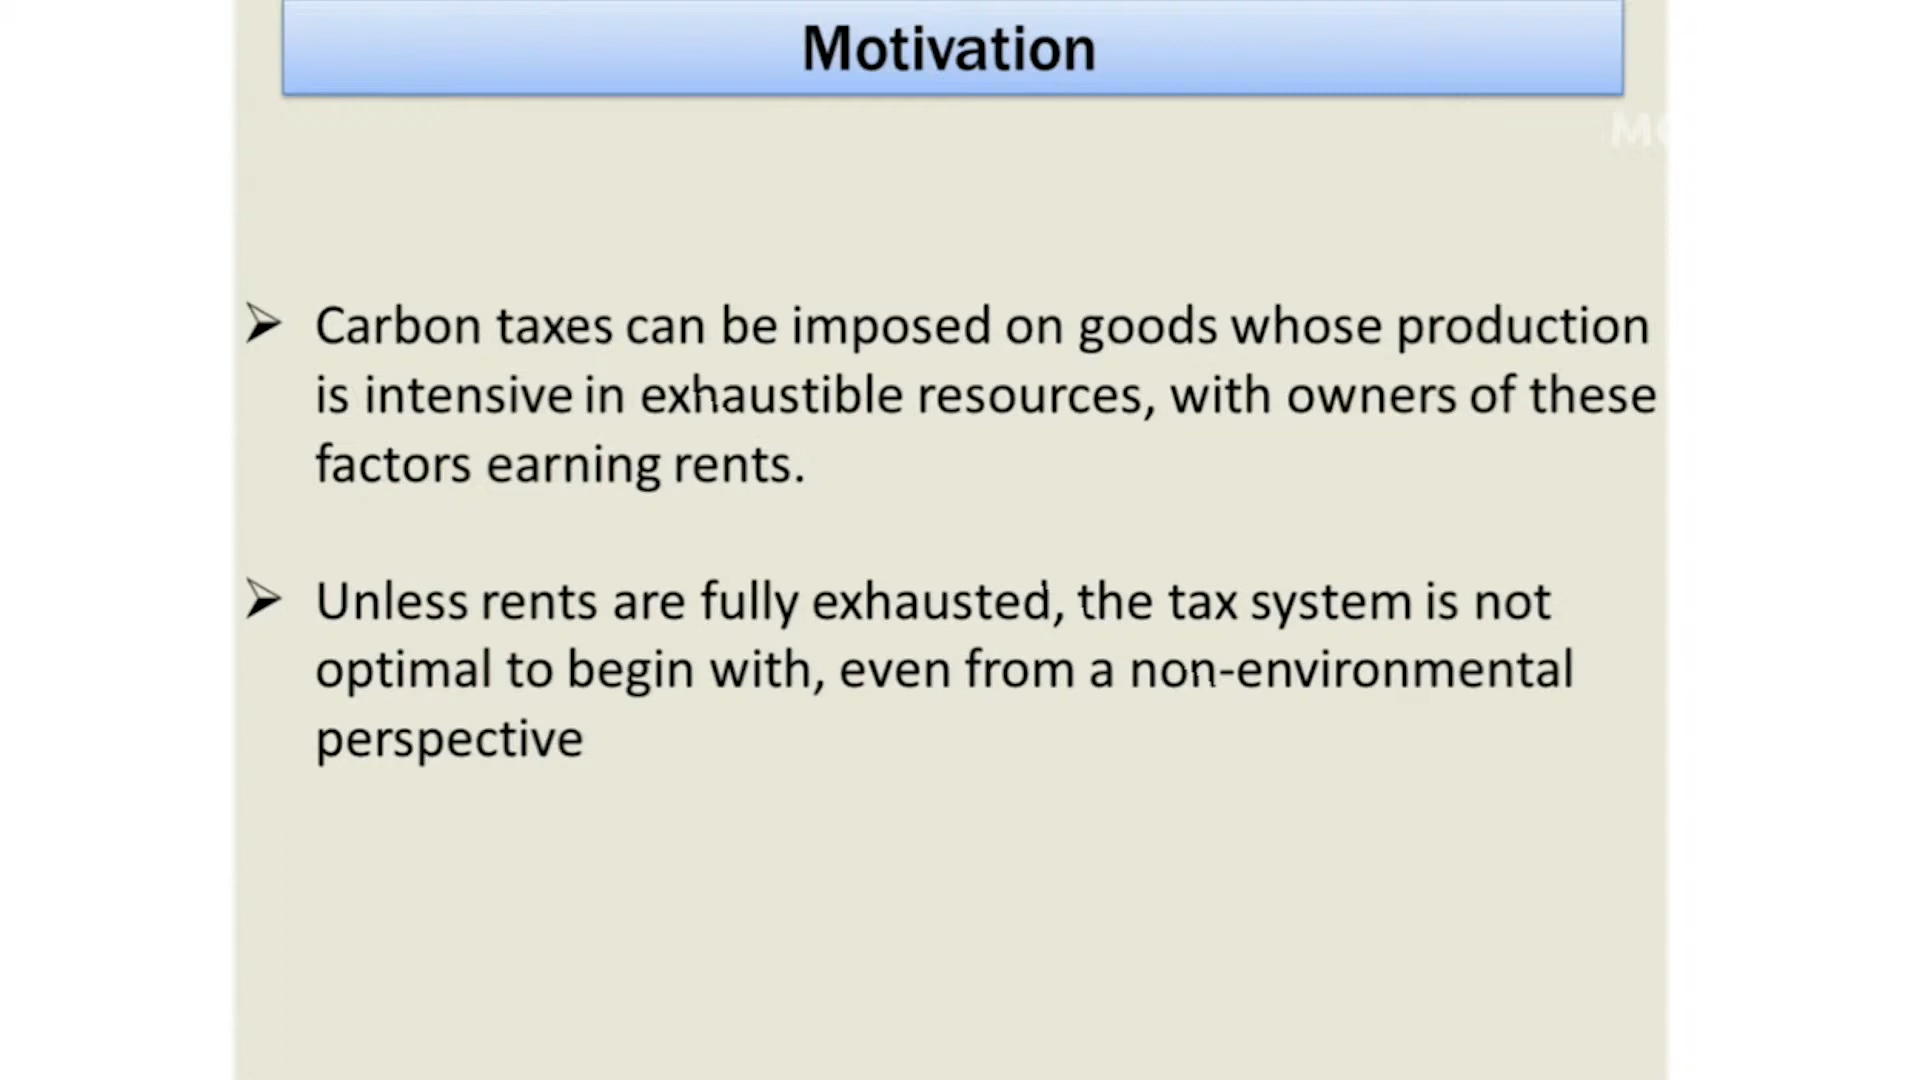 Motivation
Carbon taxes can be imposed on goods whose production
is intensive in exhaustible resources, with owners of these
factors earning rents.
Unless rents are fully exhausted, the tax system is not
optimal to begin with, even from a non-environmental
perspective